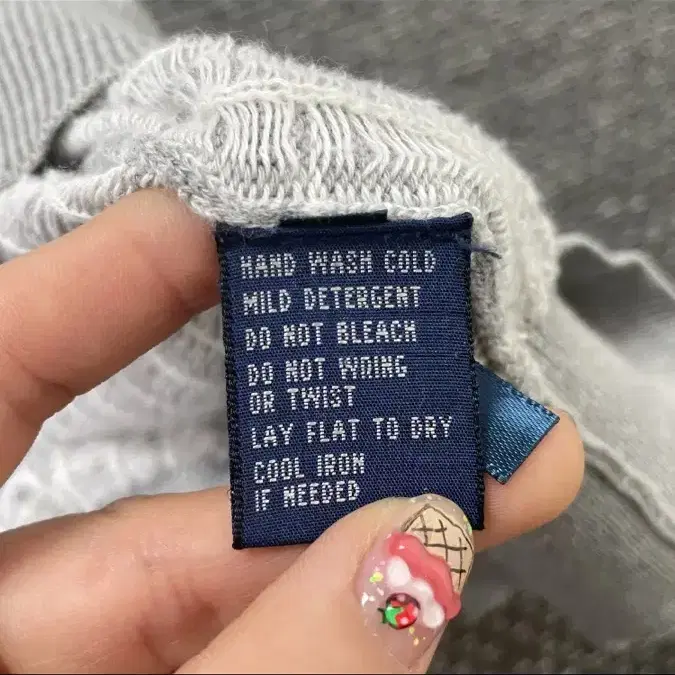 HAND WASH COLD
MILD DETERGENT
DO NOT BLEACH
DO NOT WDING
OR TWIST
LAY FLAT TO DRY
COOL IRON
IF NEEDED